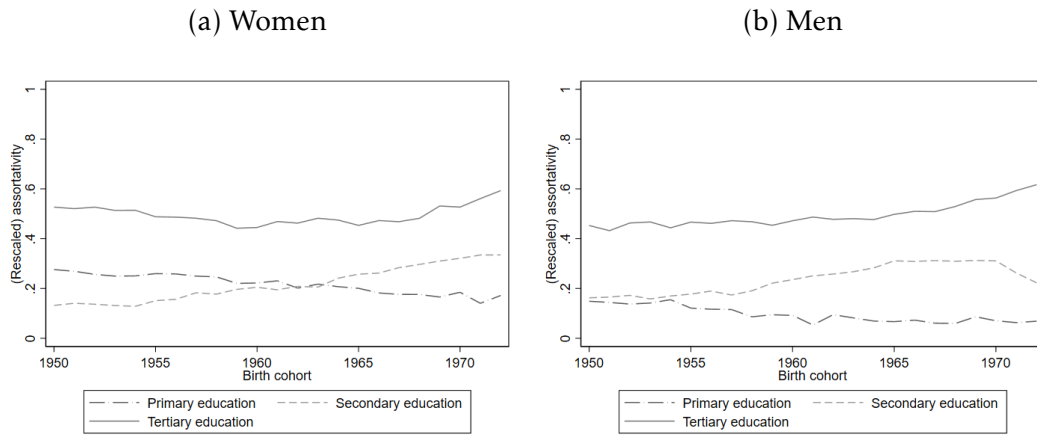 (a) Women
(Rescaled) assortativity
1
.8
.6
.4
.2
0
1950
1955
1960
1965
1970
Birth cohort
Primary education
Secondary education
Tertiary education
(b) Men
(Rescaled) assortativity
1
.8
.6
.4
.2
0
1950
1955
1960
1965
1970
Birth cohort
Primary education
Secondary education
Tertiary education